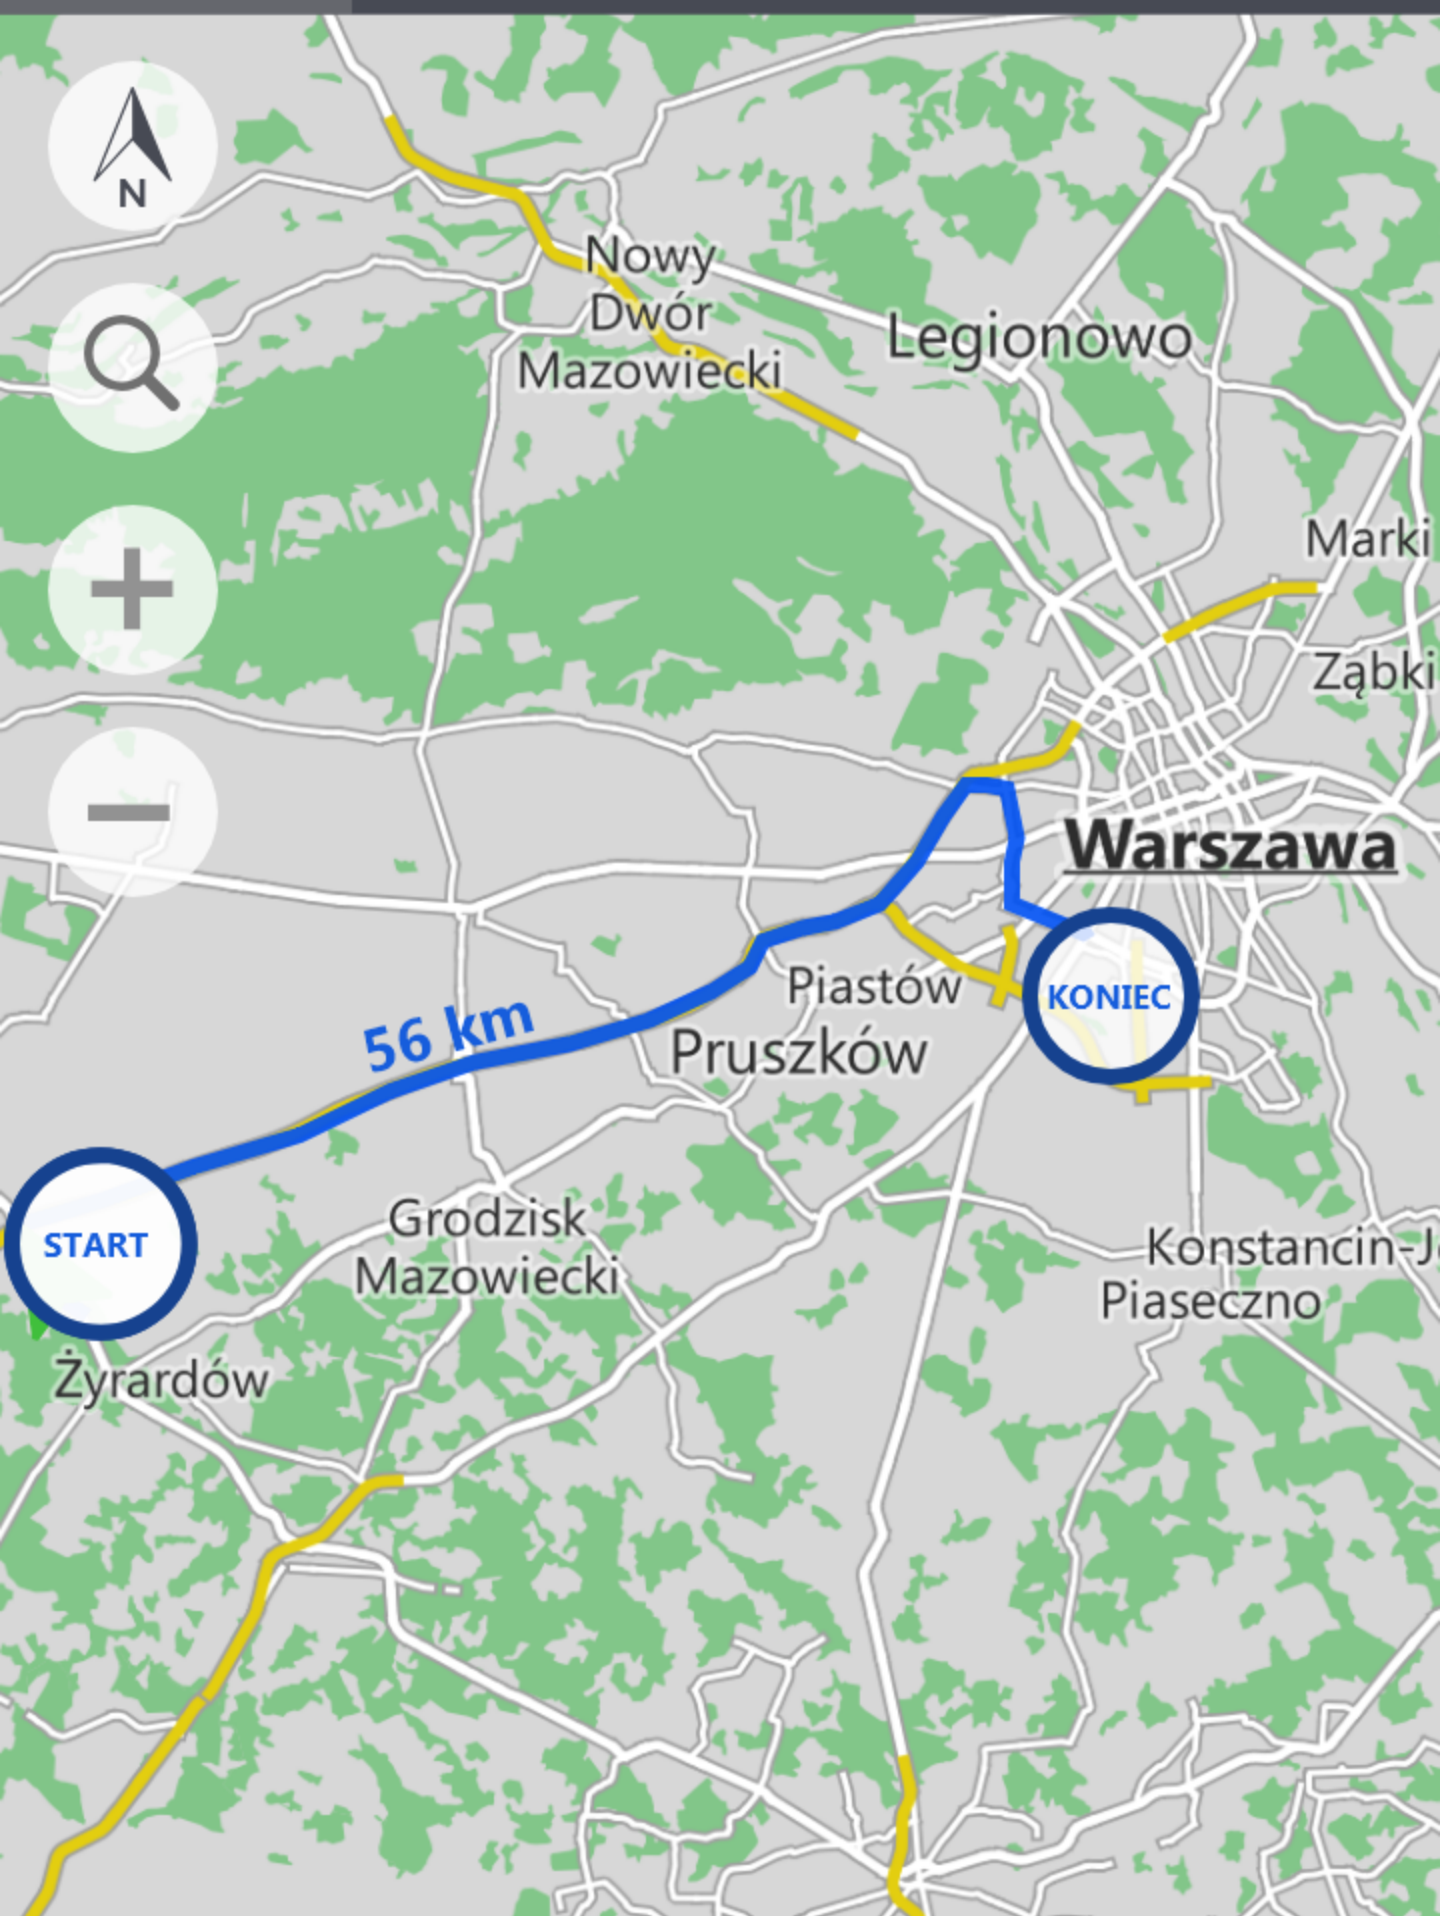 N
Nowy
Dwór
Mazowiecki
Legionowo
Marki
Ząbki
Warszawa
Piastów
KONIEC
56 km
Pruszków
START
Grodzisk
Mazowiecki
Konstancin-J
Piaseczno
Żyrardów